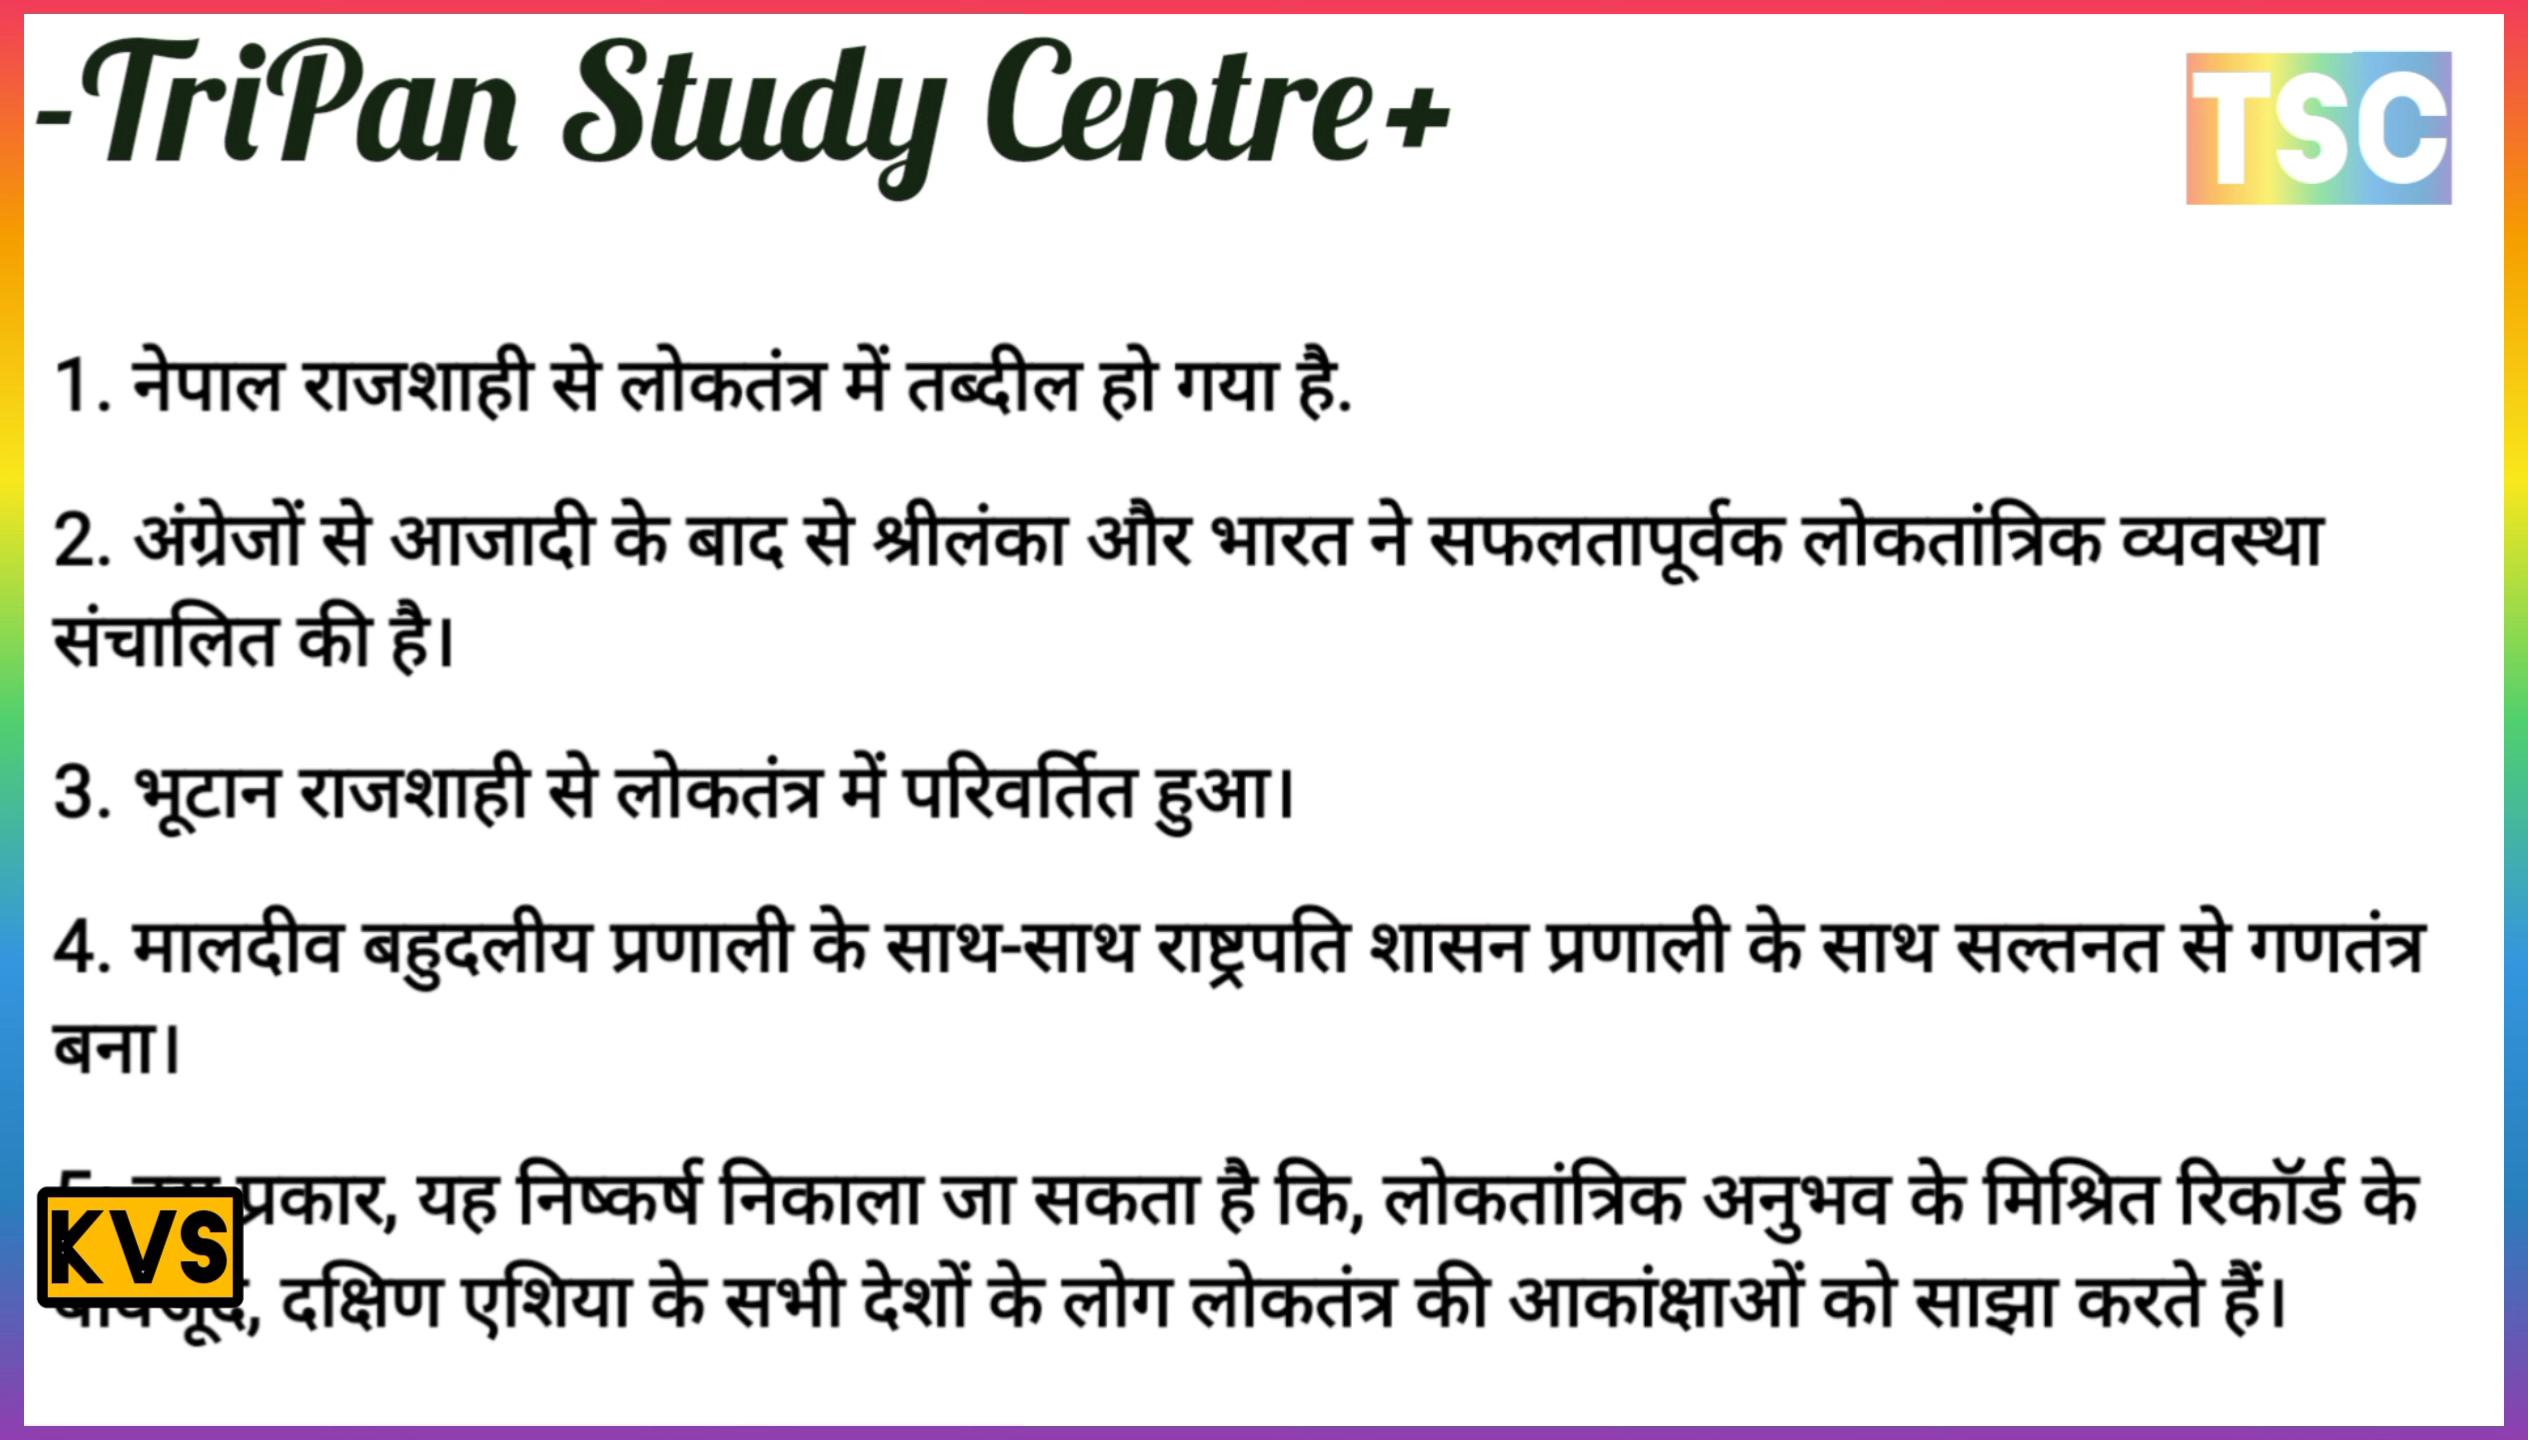 -TriPan Study Centre+
TSC
1. नेपाल राजशाही से लोकतंत्र में तब्दील हो गया है.
2. अंग्रेजों से आजादी के बाद से श्रीलंका और भारत ने सफलतापूर्वक लोकतांत्रिक व्यवस्था
संचालित की है।
3. भूटान राजशाही से लोकतंत्र में परिवर्तित हुआ।
4. मालदीव बहुदलीय प्रणाली के साथ-साथ राष्ट्रपति शासन प्रणाली के साथ सल्तनत से गणतंत्र
बना।
प्रकार, यह निष्कर्ष निकाला जा सकता है कि, लोकतांत्रिक अनुभव के मिश्रित रिकॉर्ड के
KVS
दक्षिण एशिया के सभी देशों के लोग लोकतंत्र की आकांक्षाओं को साझा करते हैं।